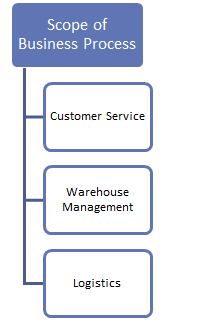 Scope of
Business Process
Customer Service
Warehouse
Management
Logistics